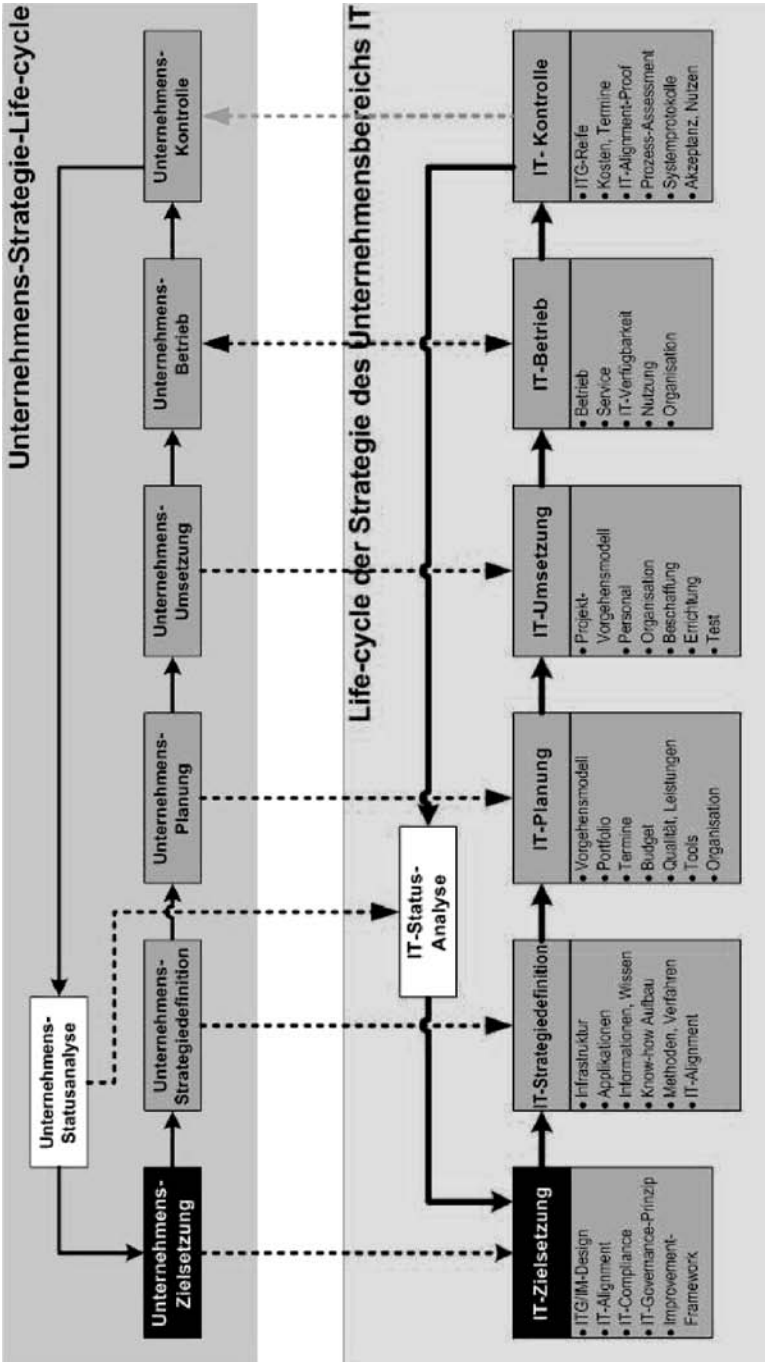 Unternehmens-Strategie-Life-cycle
Unternehmens-
Statusanalyse
Unternehmens-
Zielsetzung
Unternehmens-
Strategiedefinition
Unternehmens-
Planung
Unternehmens-
Umsetzung
Unternehmens-
Betrieb
Unternehmens-
Kontrolle
Life-cycle der Strategie des Unternehmensbereichs IT
IT-Status-
Analyse
IT-Zielsetzung
• ITG/IM-Design
• IT-Alignment
• IT-Compliance
• IT-Governance-Prinzip
• Improvement-
Framework
IT-Strategiedefinition
• Infrastruktur
• Applikationen
• Informationen, Wissen
• Know-how Aufbau
• Methoden, Verfahren
• IT-Alignment
IT-Planung
• Vorgehensmodell
• Portfolio
• Termine
• Budget
• Qualität, Leistungen
• Tools
• Organisation
IT-Umsetzung
• Projekt-
Vorgehensmodell
• Personal
• Organisation
• Beschaffung
• Errichtung
• Test
IT-Betrieb
• Betrieb
• Service
• IT-Verfügbarkeit
• Nutzung
• Organisation
IT- Kontrolle
• ITG-Reife
• Kosten, Termine
• IT-Alignment-Proof
• Prozess-Assessment
• Systemprotokolle
• Akzeptanz, Nutzen